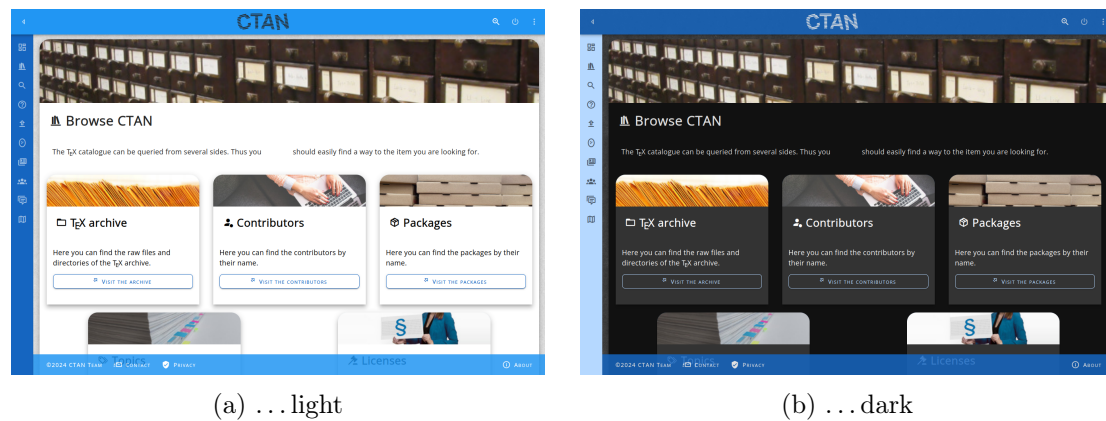 CTAN
Browse CTAN
The TEX catalogue can be queried from several sides. Thus you should easily find a way to the item you are looking for.
TEX archive
Contributors
Packages
Here you can find the raw files and
directories of the TEX archive.
Here you can find the contributors by
their name.
Here you can find the packages by their
name.
VISIT THE ARCHIVE
VISIT THE CONTRIBUTORS
VISIT THE PACKAGES
§
Topics
Licenses
©2024 CTAN TEAM CONTACT PRIVACY ABOUT
(a) ...light
CTAN
Browse CTAN
The TEX catalogue can be queried from several sides. Thus you should easily find a way to the item you are looking for.
TEX archive
Contributors
Packages
Here you can find the raw files and
directories of the TEX archive.
Here you can find the contributors by
their name.
Here you can find the packages by their
name.
VISIT THE ARCHIVE
VISIT THE CONTRIBUTORS
VISIT THE PACKAGES
§
Topics
Licenses
©2024 CTAN TEAM CONTACT PRIVACY ABOUT
(b) ...dark